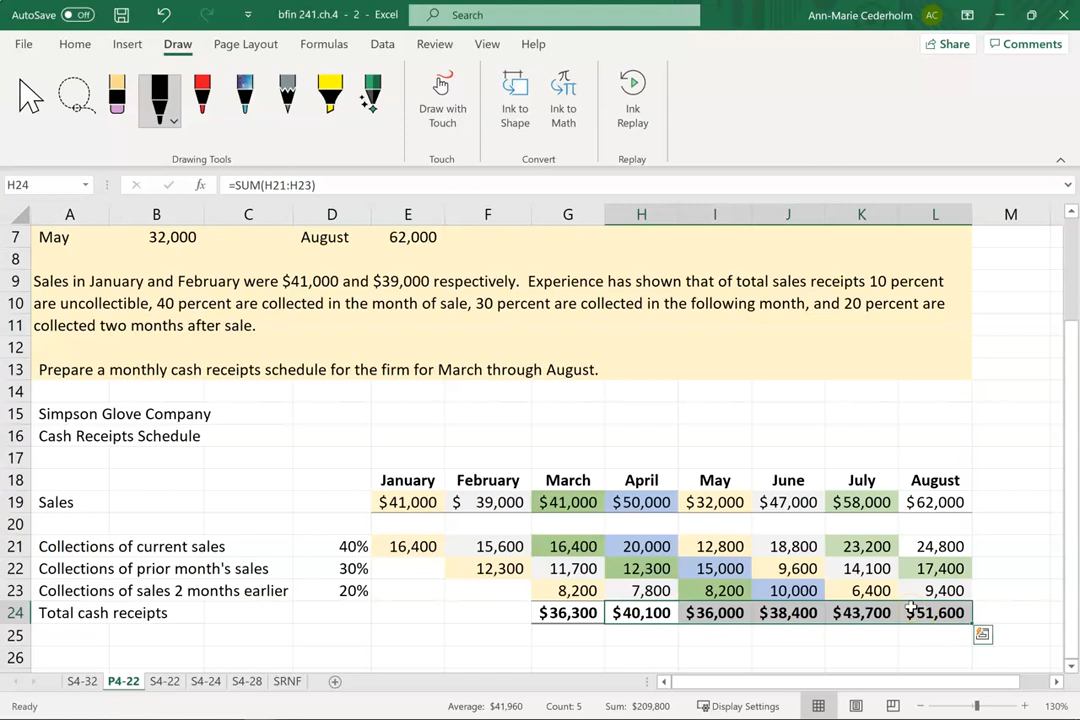 AutoSave Off bfin 241.ch.4 - 2 - Excel Search Ann-Marie Cederholm AC
File Home Insert Draw Page Layout Formulas Data Review View Help Share Comments
Draw with Touch Ink to Shape Ink to Math Ink Replay
Drawing Tools Touch Convert Replay
H24 fx =SUM(H21:H23)
A B C D E F G H I J K L M
7 May 32,000 August 62,000
8
9 Sales in January and February were $41,000 and $39,000 respectively. Experience has shown that of total sales receipts 10 percent
10 are uncollectible, 40 percent are collected in the month of sale, 30 percent are collected in the following month, and 20 percent are
11 collected two months after sale.
12
13 Prepare a monthly cash receipts schedule for the firm for March through August.
14
15 Simpson Glove Company
16 Cash Receipts Schedule
17
18 January February March April May June July August
19 Sales $41,000 $ 39,000 $41,000 $50,000 $32,000 $47,000 $58,000 $62,000
20
21 Collections of current sales 40% 16,400 15,600 16,400 20,000 12,800 18,800 23,200 24,800
22 Collections of prior month's sales 30% 12,300 11,700 12,300 15,000 9,600 14,100 17,400
23 Collections of sales 2 months earlier 20% 8,200 7,800 8,200 10,000 6,400 9,400
24 Total cash receipts $36,300 $40,100 $36,000 $38,400 $43,700 $51,600
25
26
S4-32 P4-22 S4-22 S4-24 S4-28 SRNF
Ready Average: $41,960 Count: 5 Sum: $209,800 Display Settings 130%